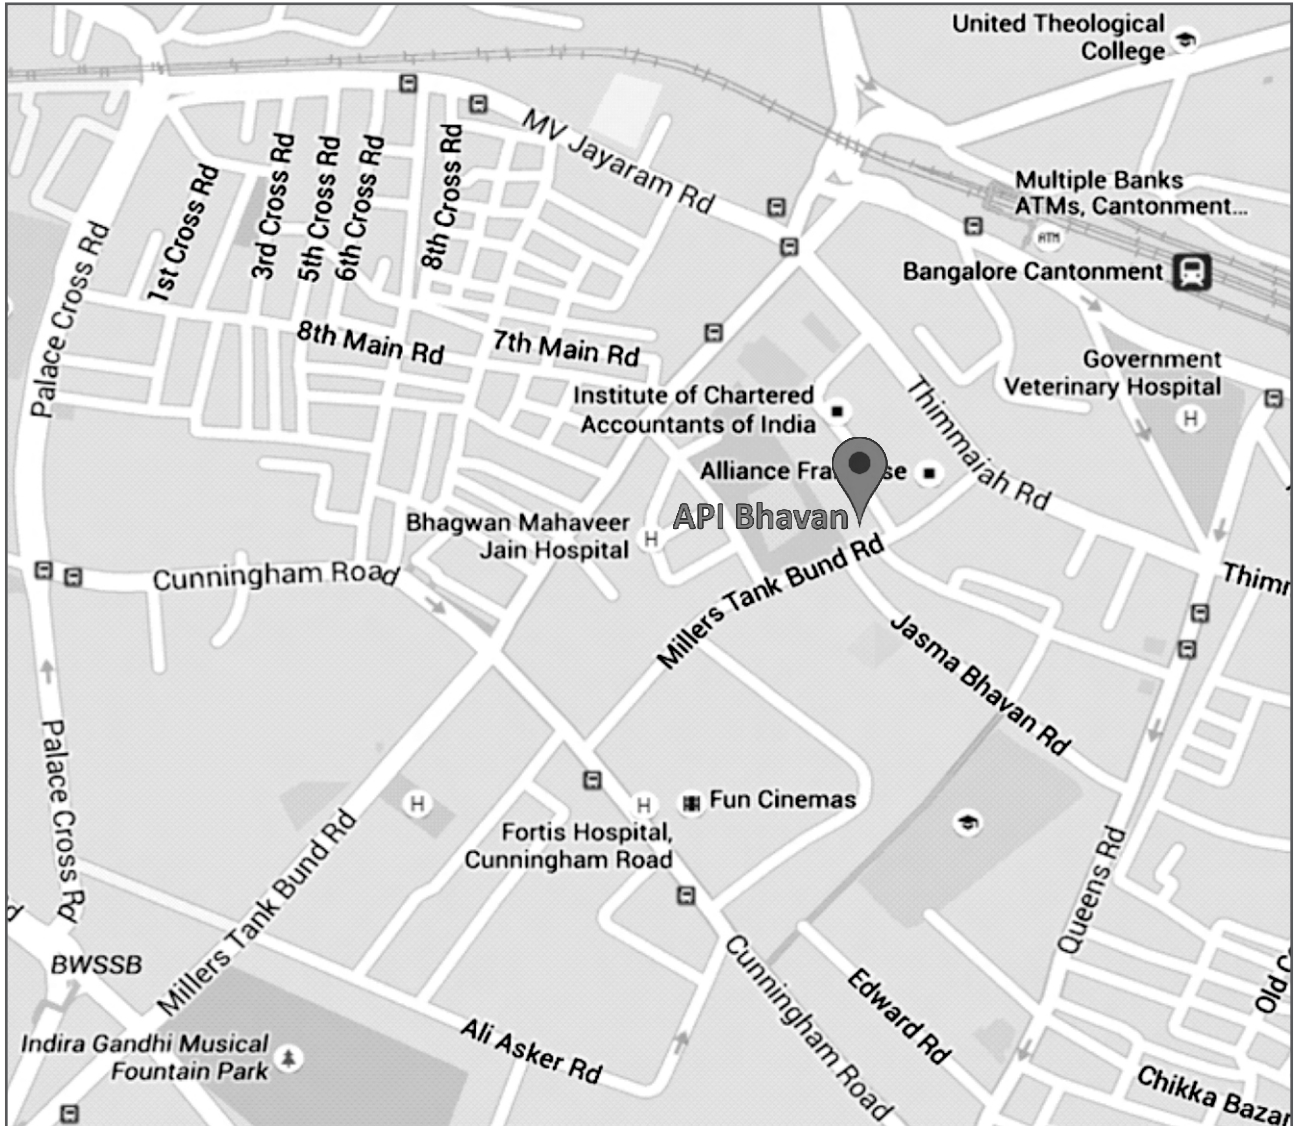 United Theological
College
MV Jayaram Rd
Multiple Banks
ATMs, Cantonment...
ATM
1st Cross Rd
3rd Cross Rd
5th Cross Rd
6th Cross Rd
8th Cross Rd
Bangalore Cantonment
Palace Cross Rd
8th Main Rd
7th Main Rd
Government
Veterinary Hospital
H
Institute of Chartered
Accountants of India
Thimmaiah Rd
Alliance Fra se
API Bhavan
Bhagwan Mahaveer
Jain Hospital
H
Cunningham Road
Millers Tank Bund Rd
Thimm
Jasma Bhavan Rd
Palace Cross Rd
H
H
Fun Cinemas
Fortis Hospital,
Cunningham Road
Millers Tank Bund Rd
Queens Rd
d
BWSSB
Cunningham Road
Edward Rd
Old C
Indira Gandhi Musical
Fountain Park
Ali Asker Rd
Chikka Bazar